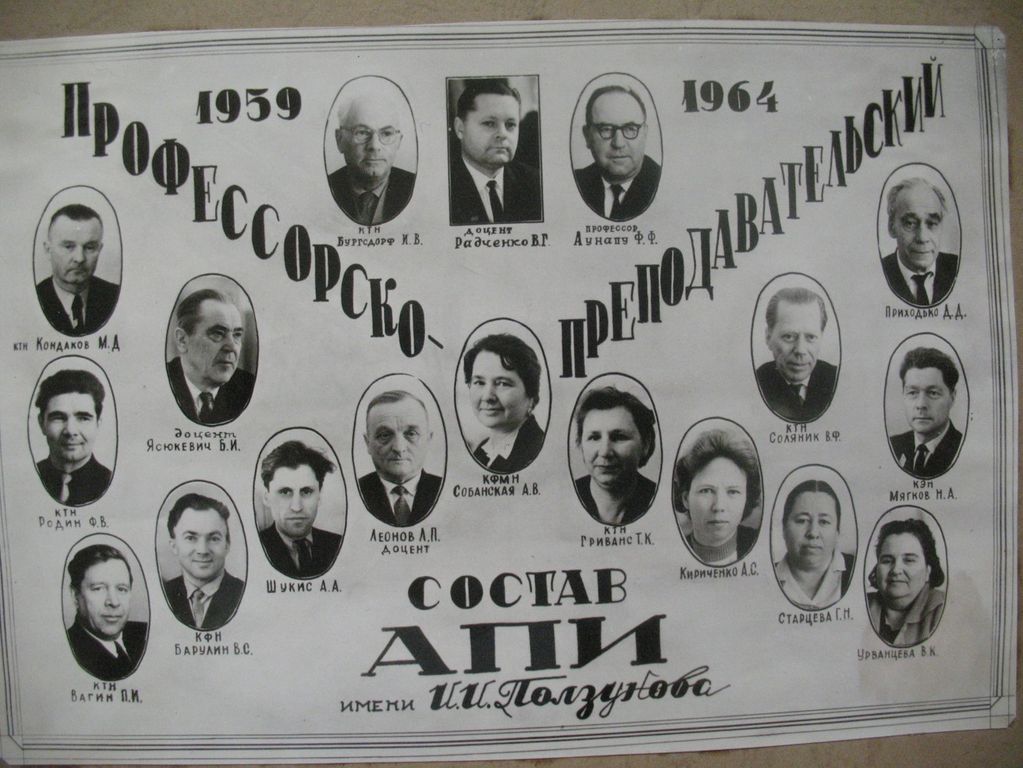 1959
1964
ПРОФЕССОРСКО-
ПРЕПОДАВАТЕЛЬСКИЙ
КТН
Бургсдорф И. В.
ДОЦЕНТ
Радченко В.Г.
ПРОФЕССОР
Аунапу Ф. Ф.
КТН Кондаков М.Д
Приходько Д.Д.
доцент
Ясюкевич Б.И.
КТН
Соляник В.Ф.
КТН
Родин Ф.В.
Леонов Л.П.
ДОЦЕНТ
КФМН
Собанская А.В.
КТН
Гриванс Т.К.
КЭН
Мягков Н.А.
Шукис А.А.
Кириченко А.С.
КФН
Барулин В.С.
Старцева Г.Н.
КТН
Вагин П.И.
Урванцева В.К.
СОСТАВ
АПИ
ИМЕНИ И.И.Ползунова